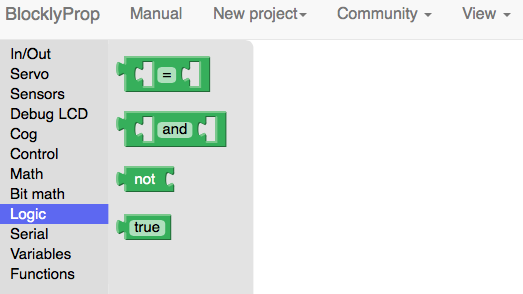 BlocklyProp Manual New project Community View
In/Out
Servo
Sensors
Debug LCD
Cog
Control
Math
Bit math
Logic
Serial
Variables
Functions
=
and
not
true